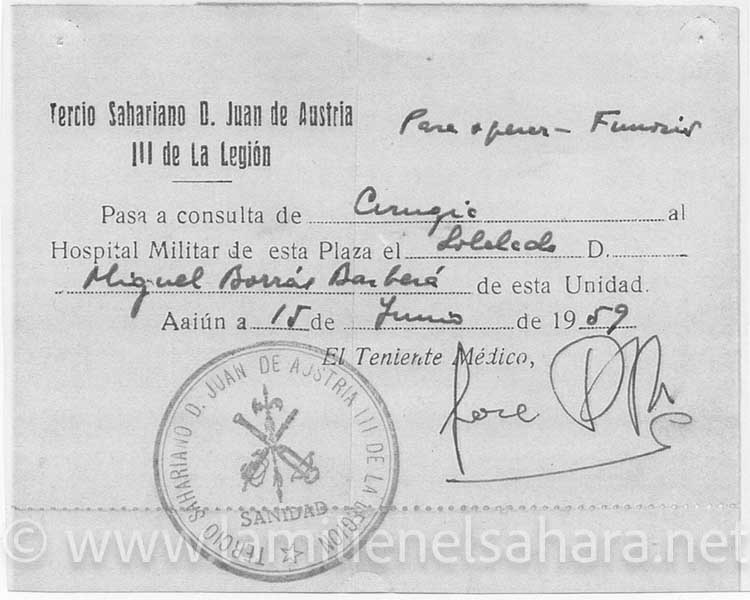 Tercio Sahariano D. Juan de Austria
III de La Legión
Para operar -
Pasa a consulta de Cirugía al
Hospital Militar de esta Plaza el Soldado D.
Miguel Borrás Barberá de esta Unidad.
Aaiún a 15 de Junio de 1959
El Teniente Médico,
Jose
TERCIO SAHARIANO D. JUAN DE AUSTRIA III DE LA LEGION
SANIDAD
© www.lamilienelsahara.net